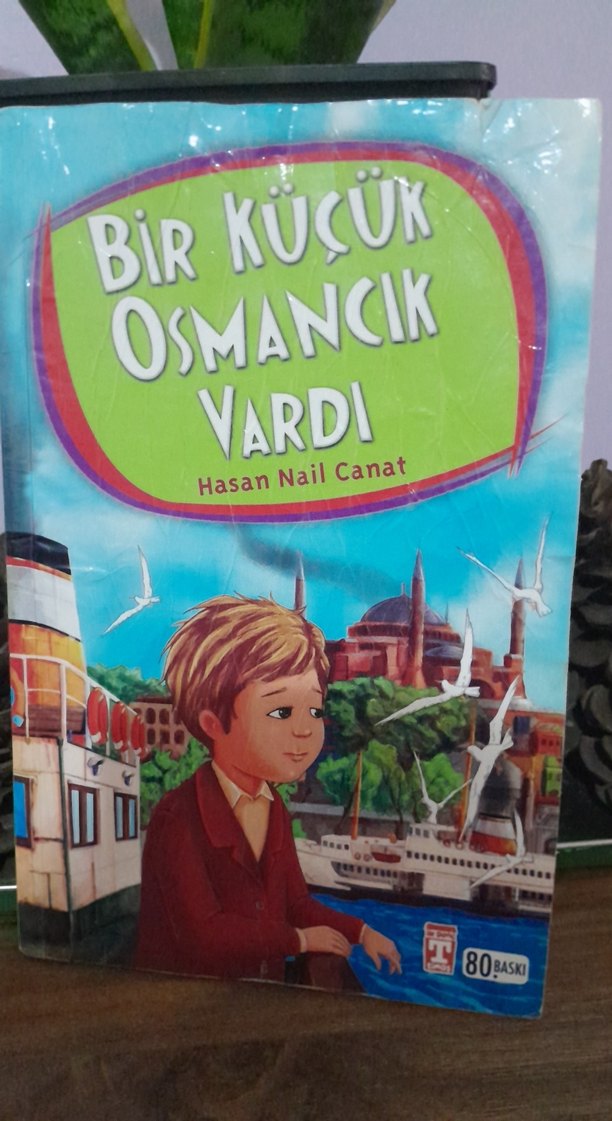 BİR KÜÇÜK
OSMANCIK
VARDI
Hasan Nail Canat
T
80. BASKI